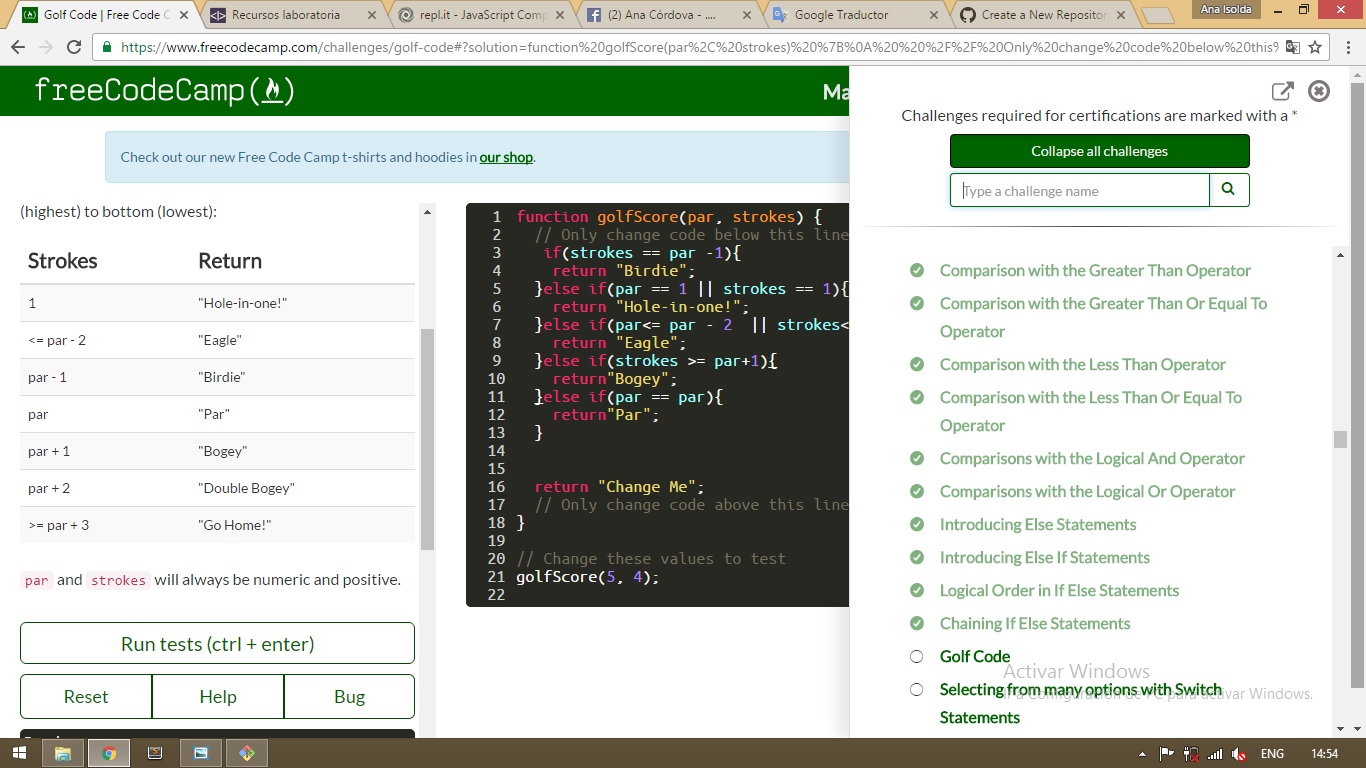 Golf Code | Free Code C
Recursos laboratoria
repl.it - JavaScript Comp
(2) Ana Córdova - ....
Google Traductor
Create a New Repositor
Ana Isolda
https://www.freecodecamp.com/challenges/golf-code#?solution=function%20golfScore(par%2C%20strokes)%20%7B%0A%20%20%2F%2F%20Only%20change%20code%20below%20this%
freeCodeCamp
Ma
Check out our new Free Code Camp t-shirts and hoodies in our shop.
(highest) to bottom (lowest):
Strokes Return
1 "Hole-in-one!"
<= par - 2 "Eagle"
par - 1 "Birdie"
par "Par"
par + 1 "Bogey"
par + 2 "Double Bogey"
>= par + 3 "Go Home!"
par and strokes will always be numeric and positive.
Run tests (ctrl + enter)
Reset Help Bug
1 function golfScore(par, strokes) {
2 // Only change code below this line
3 if(strokes == par -1){
4 return "Birdie";
5 }else if(par == 1 || strokes == 1){
6 return "Hole-in-one!";
7 }else if(par<= par - 2 || strokes<
8 return "Eagle";
9 }else if(strokes >= par+1){
10 return"Bogey";
11 }else if(par == par){
12 return"Par";
13 }
14
15
16 return "Change Me";
17 // Only change code above this line
18 }
19
20 // Change these values to test
21 golfScore(5, 4);
22
Challenges required for certifications are marked with a *
Collapse all challenges
Type a challenge name
Comparison with the Greater Than Operator
Comparison with the Greater Than Or Equal To
Operator
Comparison with the Less Than Operator
Comparison with the Less Than Or Equal To
Operator
Comparisons with the Logical And Operator
Comparisons with the Logical Or Operator
Introducing Else Statements
Introducing Else If Statements
Logical Order in If Else Statements
Chaining If Else Statements
Golf Code
Activar Windows
Selecting from many options with Switch
Statements
Ir a Configuración de PC para activar Windows.
ENG 14:54